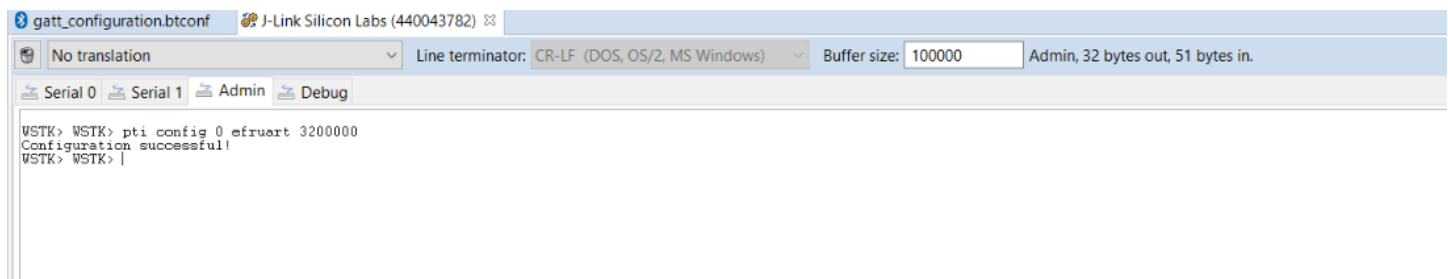 gatt_configuration.btconf J-Link Silicon Labs (440043782)
No translation Line terminator: CR-LF (DOS, OS/2, MS Windows) Buffer size: 100000 Admin, 32 bytes out, 51 bytes in.
Serial 0 Serial 1 Admin Debug
WSTK> WSTK> pti config 0 efruart 3200000
Configuration successful!
WSTK> WSTK>